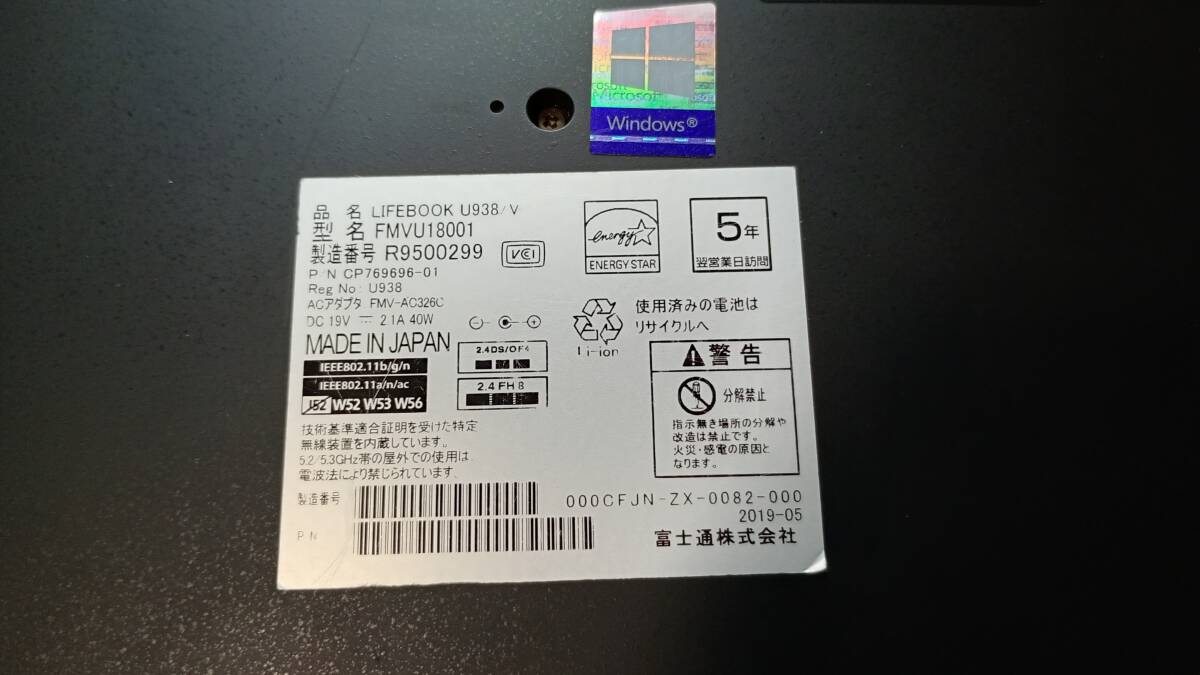 Windows®
品 名 LIFEBOOK U938/V
型 名 FMVU18001
製造番号 R9500299
VCCI
P/N CP769696-01
Reg No: U938
ACアダプタ FMV-AC326C
DC 19V ⎓ 2.1A 40W
MADE IN JAPAN
IEEE802.11b/g/n
IEEE802.11a/n/ac
J52 W52 W53 W56
2.4DS/OF4
2.4FH8
技術基準適合証明を受けた特定
無線装置を内蔵しています。
5.2/5.3GHz帯の屋外での使用は
電波法により禁じられています。
energy
ENERGY STAR
5年
翌営業日訪問
Li-ion
使用済みの電池は
リサイクルへ
警告
分解禁止
指示無き場所の分解や
改造は禁止です。
火災・感電の原因と
なります。
製造番号
P/N
000CFJN-ZX-0082-000
2019-05
富士通株式会社